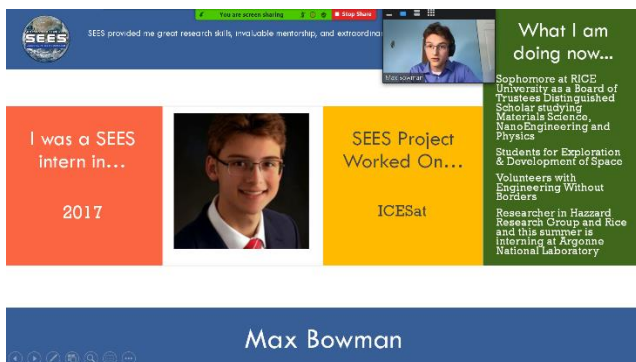 You are screen sharing
Stop Share
SEES
SEES provided me great research skills, invaluable mentorship, and
Max Bowman
What I am
doing now...
Sophomore at RICE
University as a Board of
Trustees Distinguished
Scholar studying
Materials Science,
NanoEngineering and
Physics
Students for Exploration
& Development of Space
Volunteers with
Engineering Without
Borders
Researcher in Hazzard
Research Group and Rice
and this summer is
interning at Argonne
National Laboratory
I was a SEES
intern in...
2017
SEES Project
Worked On...
ICESat
Max Bowman